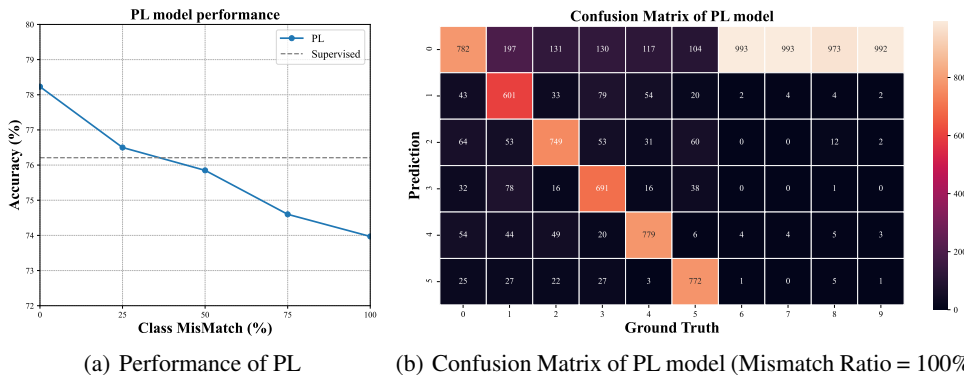 PL model performance
80
79
78
77
76
75
74
73
72
Accuracy (%)
PL
Supervised
0 25 50 75 100
Class MisMatch (%)
(a) Performance of PL
Confusion Matrix of PL model
Prediction
0 782 197 131 130 117 104 993 993 973 992
1 43 601 33 79 54 20 2 4 4 2
2 64 53 749 53 31 60 0 0 12 2
3 32 78 16 691 16 38 0 0 1 0
4 54 44 49 20 779 6 4 4 5 3
5 25 27 22 27 3 772 1 0 5 1
0 1 2 3 4 5 6 7 8 9
Ground Truth
800
600
400
200
0
(b) Confusion Matrix of PL model (Mismatch Ratio = 100%